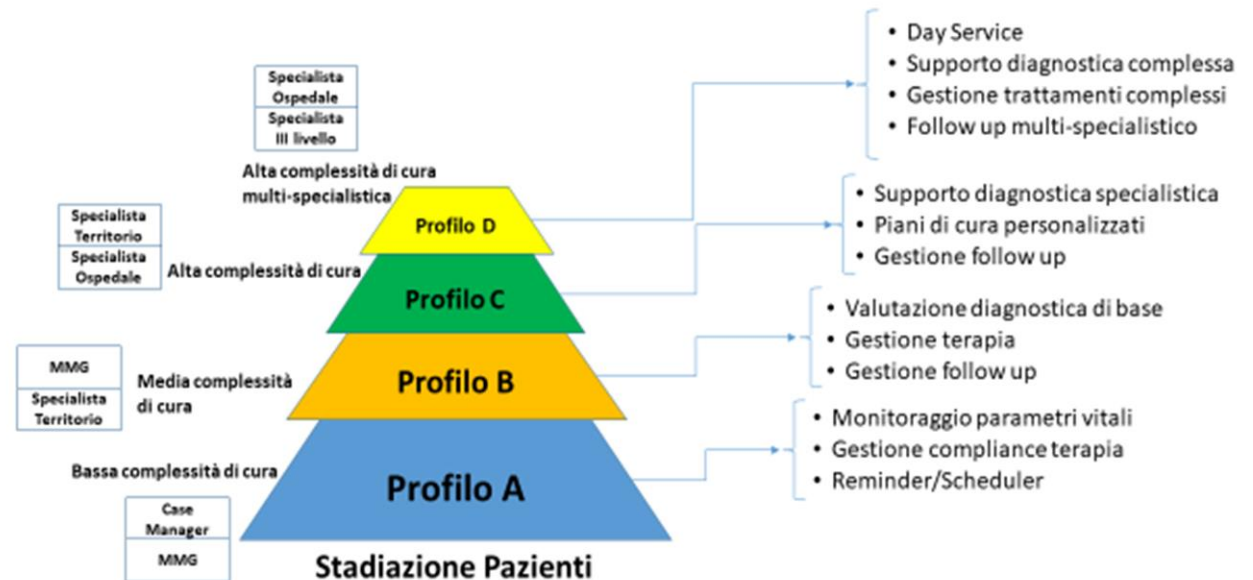 • Day Service
• Supporto diagnostica complessa
• Gestione trattamenti complessi
• Follow up multi-specialistico
Specialista
Ospedale
Specialista
III livello
Alta complessità di cura
multi-specialistica
Profilo D
• Supporto diagnostica specialistica
• Piani di cura personalizzati
• Gestione follow up
Specialista
Territorio
Specialista
Ospedale
Alta complessità di cura
Profilo C
• Valutazione diagnostica di base
• Gestione terapia
• Gestione follow up
MMG
Specialista
Territorio
Media complessità
di cura
Profilo B
• Monitoraggio parametri vitali
• Gestione compliance terapia
• Reminder/Scheduler
Bassa complessità di cura
Profilo A
Case
Manager
MMG
Stadiazione Pazienti